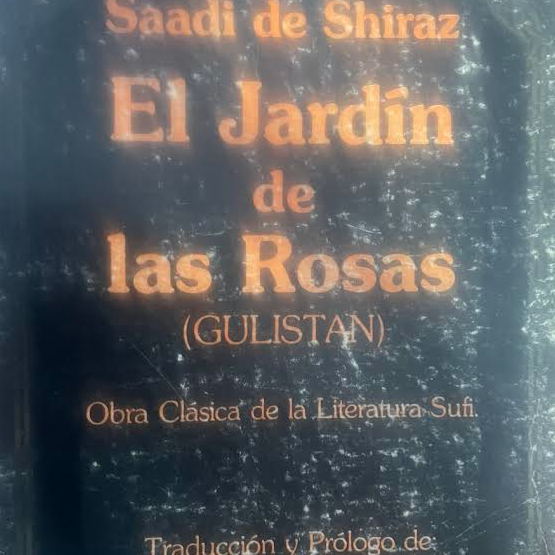 Saadi de Shiraz
El Jardín
de
las Rosas
(GULISTAN)
Obra Clásica de la Literatura Sufi.
Traducción y Prólogo de: